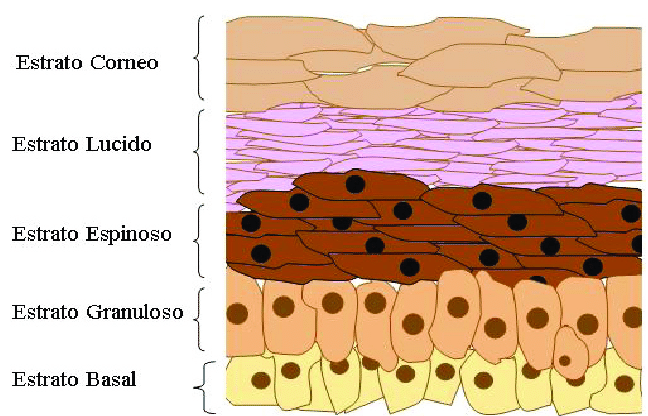 Estrato Corneo
Estrato Lucido
Estrato Espinoso
Estrato Granuloso
Estrato Basal